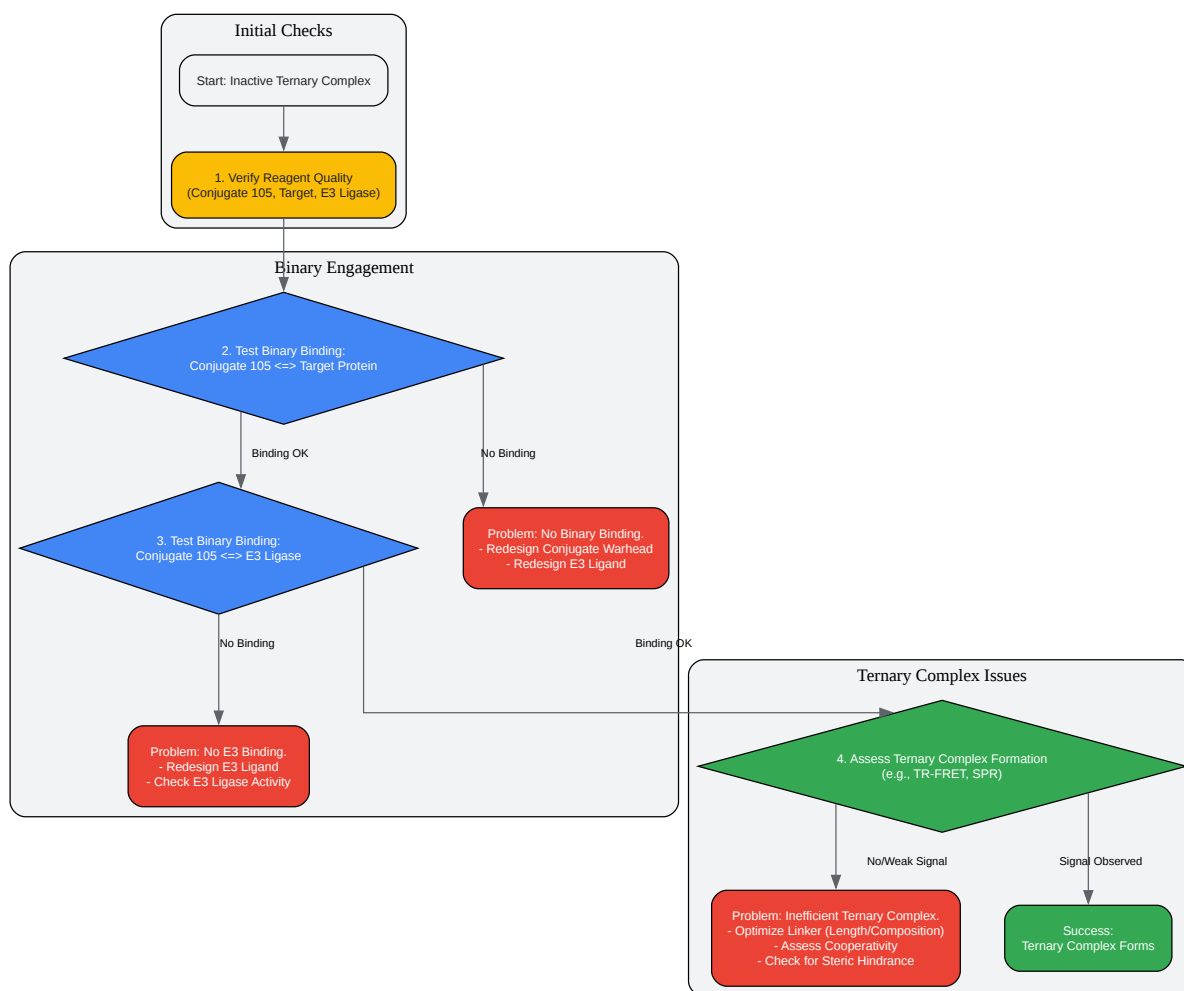 Initial Checks
Start: Inactive Ternary Complex
1. Verify Reagent Quality
(Conjugate 105, Target, E3 Ligase)
Binary Engagement
2. Test Binary Binding:
Conjugate 105 <=> Target Protein
Binding OK
No Binding
3. Test Binary Binding:
Conjugate 105 <=> E3 Ligase
Problem: No Binary Binding.
- Redesign Conjugate Warhead
- Redesign E3 Ligand
No Binding
Binding OK
Problem: No E3 Binding.
- Redesign E3 Ligand
- Check E3 Ligase Activity
Ternary Complex Issues
4. Assess Ternary Complex Formation
(e.g., TR-FRET, SPR)
No/Weak Signal
Signal Observed
Problem: Inefficient Ternary Complex.
- Optimize Linker (Length/Composition)
- Assess Cooperativity
- Check for Steric Hindrance
Success:
Ternary Complex Forms